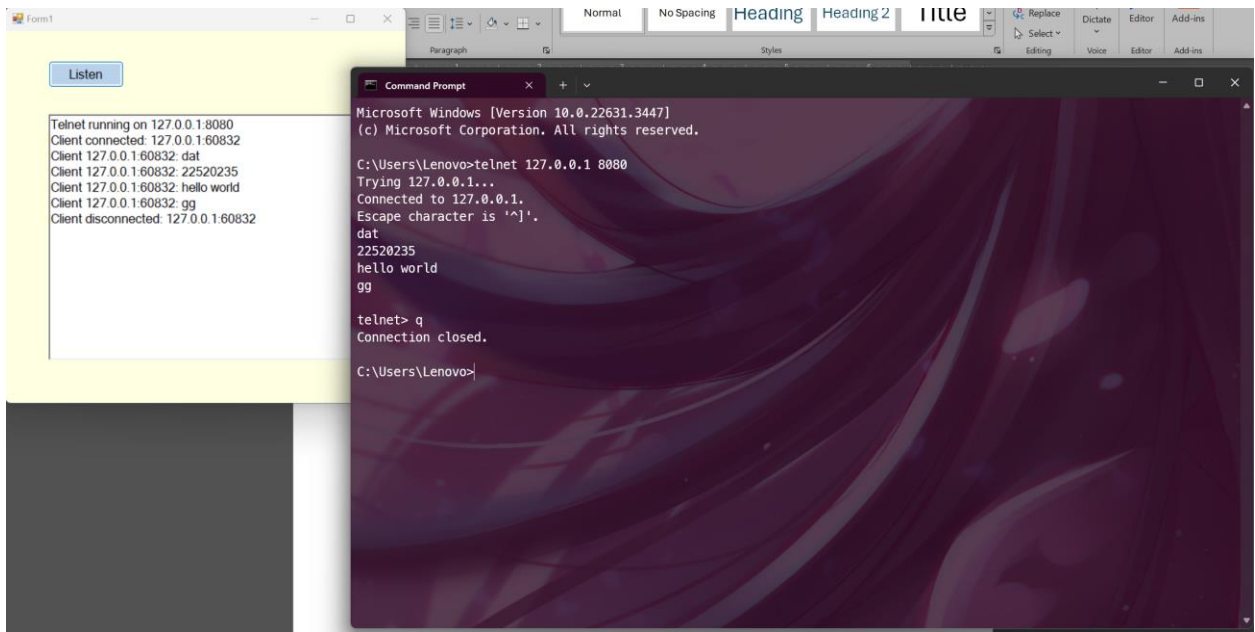 Form1
Listen
Telnet running on 127.0.0.1:8080
Client connected: 127.0.0.1:60832
Client 127.0.0.1:60832: dat
Client 127.0.0.1:60832: 22520235
Client 127.0.0.1:60832: hello world
Client 127.0.0.1:60832: gg
Client disconnected: 127.0.0.1:60832
Normal
No Spacing
Heading
Heading 2
Title
Replace
Select
Dictate
Editor
Add-ins
Paragraph
Styles
Editing
Voice
Editor
Add-ins
Command Prompt
Microsoft Windows [Version 10.0.22631.3447]
(c) Microsoft Corporation. All rights reserved.
C:\Users\Lenovo>telnet 127.0.0.1 8080
Trying 127.0.0.1...
Connected to 127.0.0.1.
Escape character is '^]'.
dat
22520235
hello world
gg
telnet> q
Connection closed.
C:\Users\Lenovo>